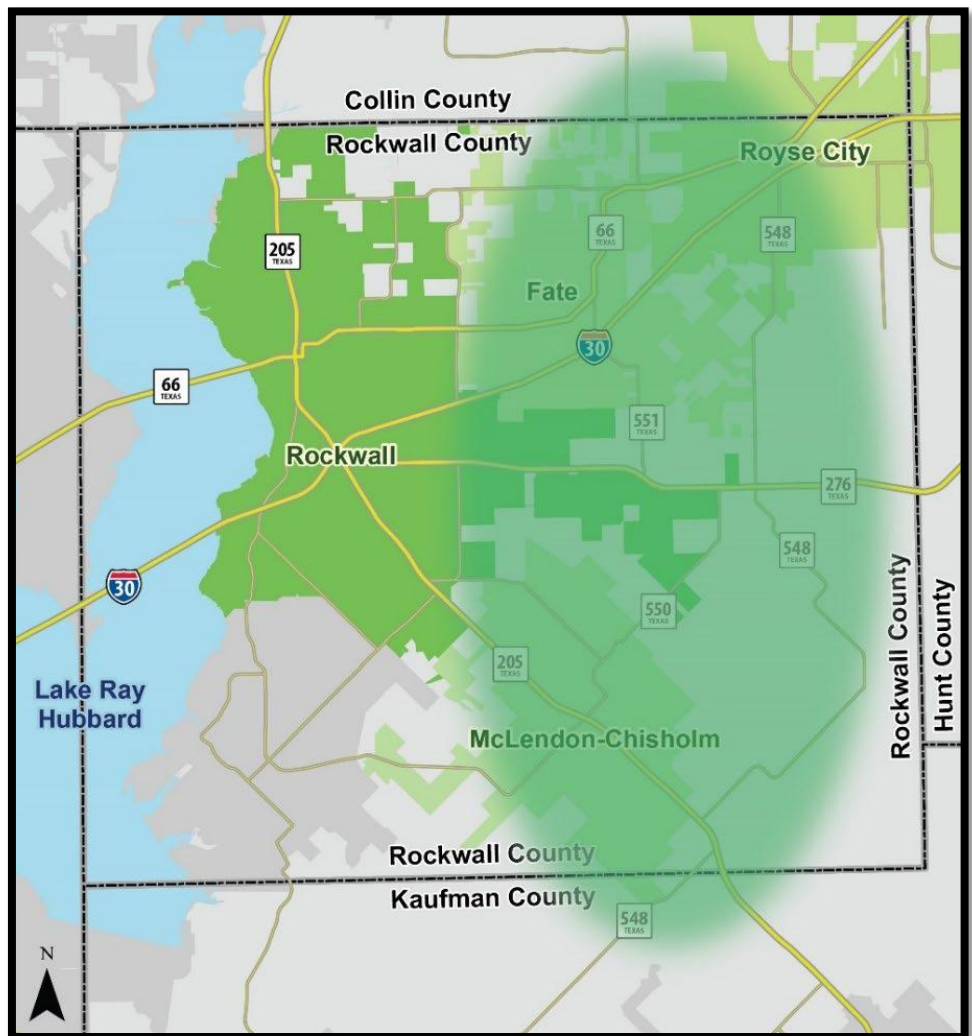 Collin County
Rockwall County
Royse City
205
TEXAS
66
TEXAS
548
TEXAS
Fate
30
66
TEXAS
551
TEXAS
Rockwall
276
TEXAS
548
TEXAS
30
550
TEXAS
Rockwall County
Hunt County
205
TEXAS
Lake Ray
Hubbard
McLendon-Chisholm
Rockwall County
Kaufman County
548
TEXAS
N